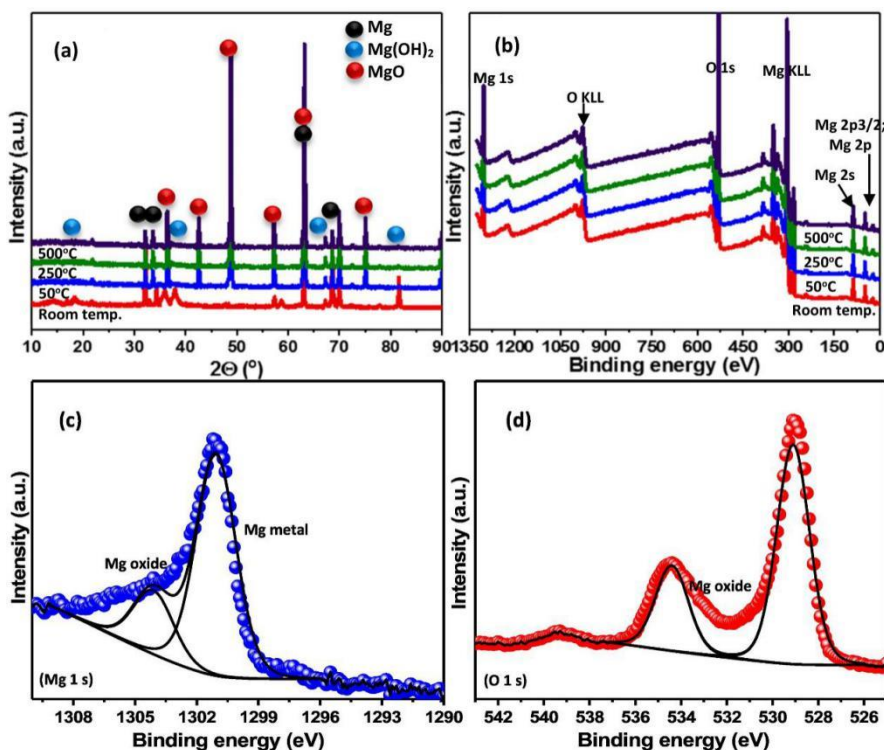 (a)
Mg
Mg(OH)₂
MgO
Intensity (a.u.)
500°C
250°C
50°C
Room temp.
10 20 30 40 50 60 70 80 90
2Θ (°)
(b)
Mg 1s
O KLL
O 1s
Mg KLL
Mg 2p3/2;
Mg 2p
Mg 2s
Intensity (a.u.)
500°C
250°C
50°C
Room temp.
1350 1200 1050 900 750 600 450 300 150 0
Binding energy (eV)
(c)
Mg oxide
Mg metal
Intensity (a.u.)
(Mg 1 s)
1308 1305 1302 1299 1296 1293 1290
Binding energy (eV)
(d)
Mg oxide
Intensity (a.u.)
(O 1 s)
542 540 538 536 534 532 530 528 526
Binding energy (eV)